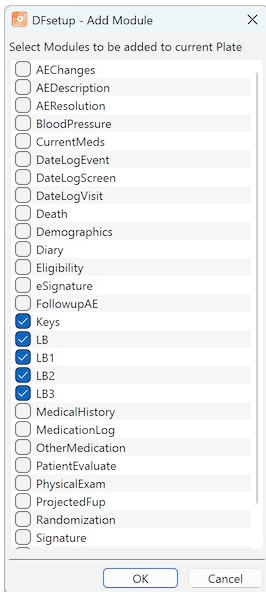 DFsetup - Add Module
Select Modules to be added to current Plate
AEChanges
AEDescription
AEResolution
BloodPressure
CurrentMeds
DateLogEvent
DateLogScreen
DateLogVisit
Death
Demographics
Diary
Eligibility
eSignature
FollowupAE
Keys
LB
LB1
LB2
LB3
MedicalHistory
MedicationLog
OtherMedication
PatientEvaluate
PhysicalExam
ProjectedFup
Randomization
Signature
OK Cancel